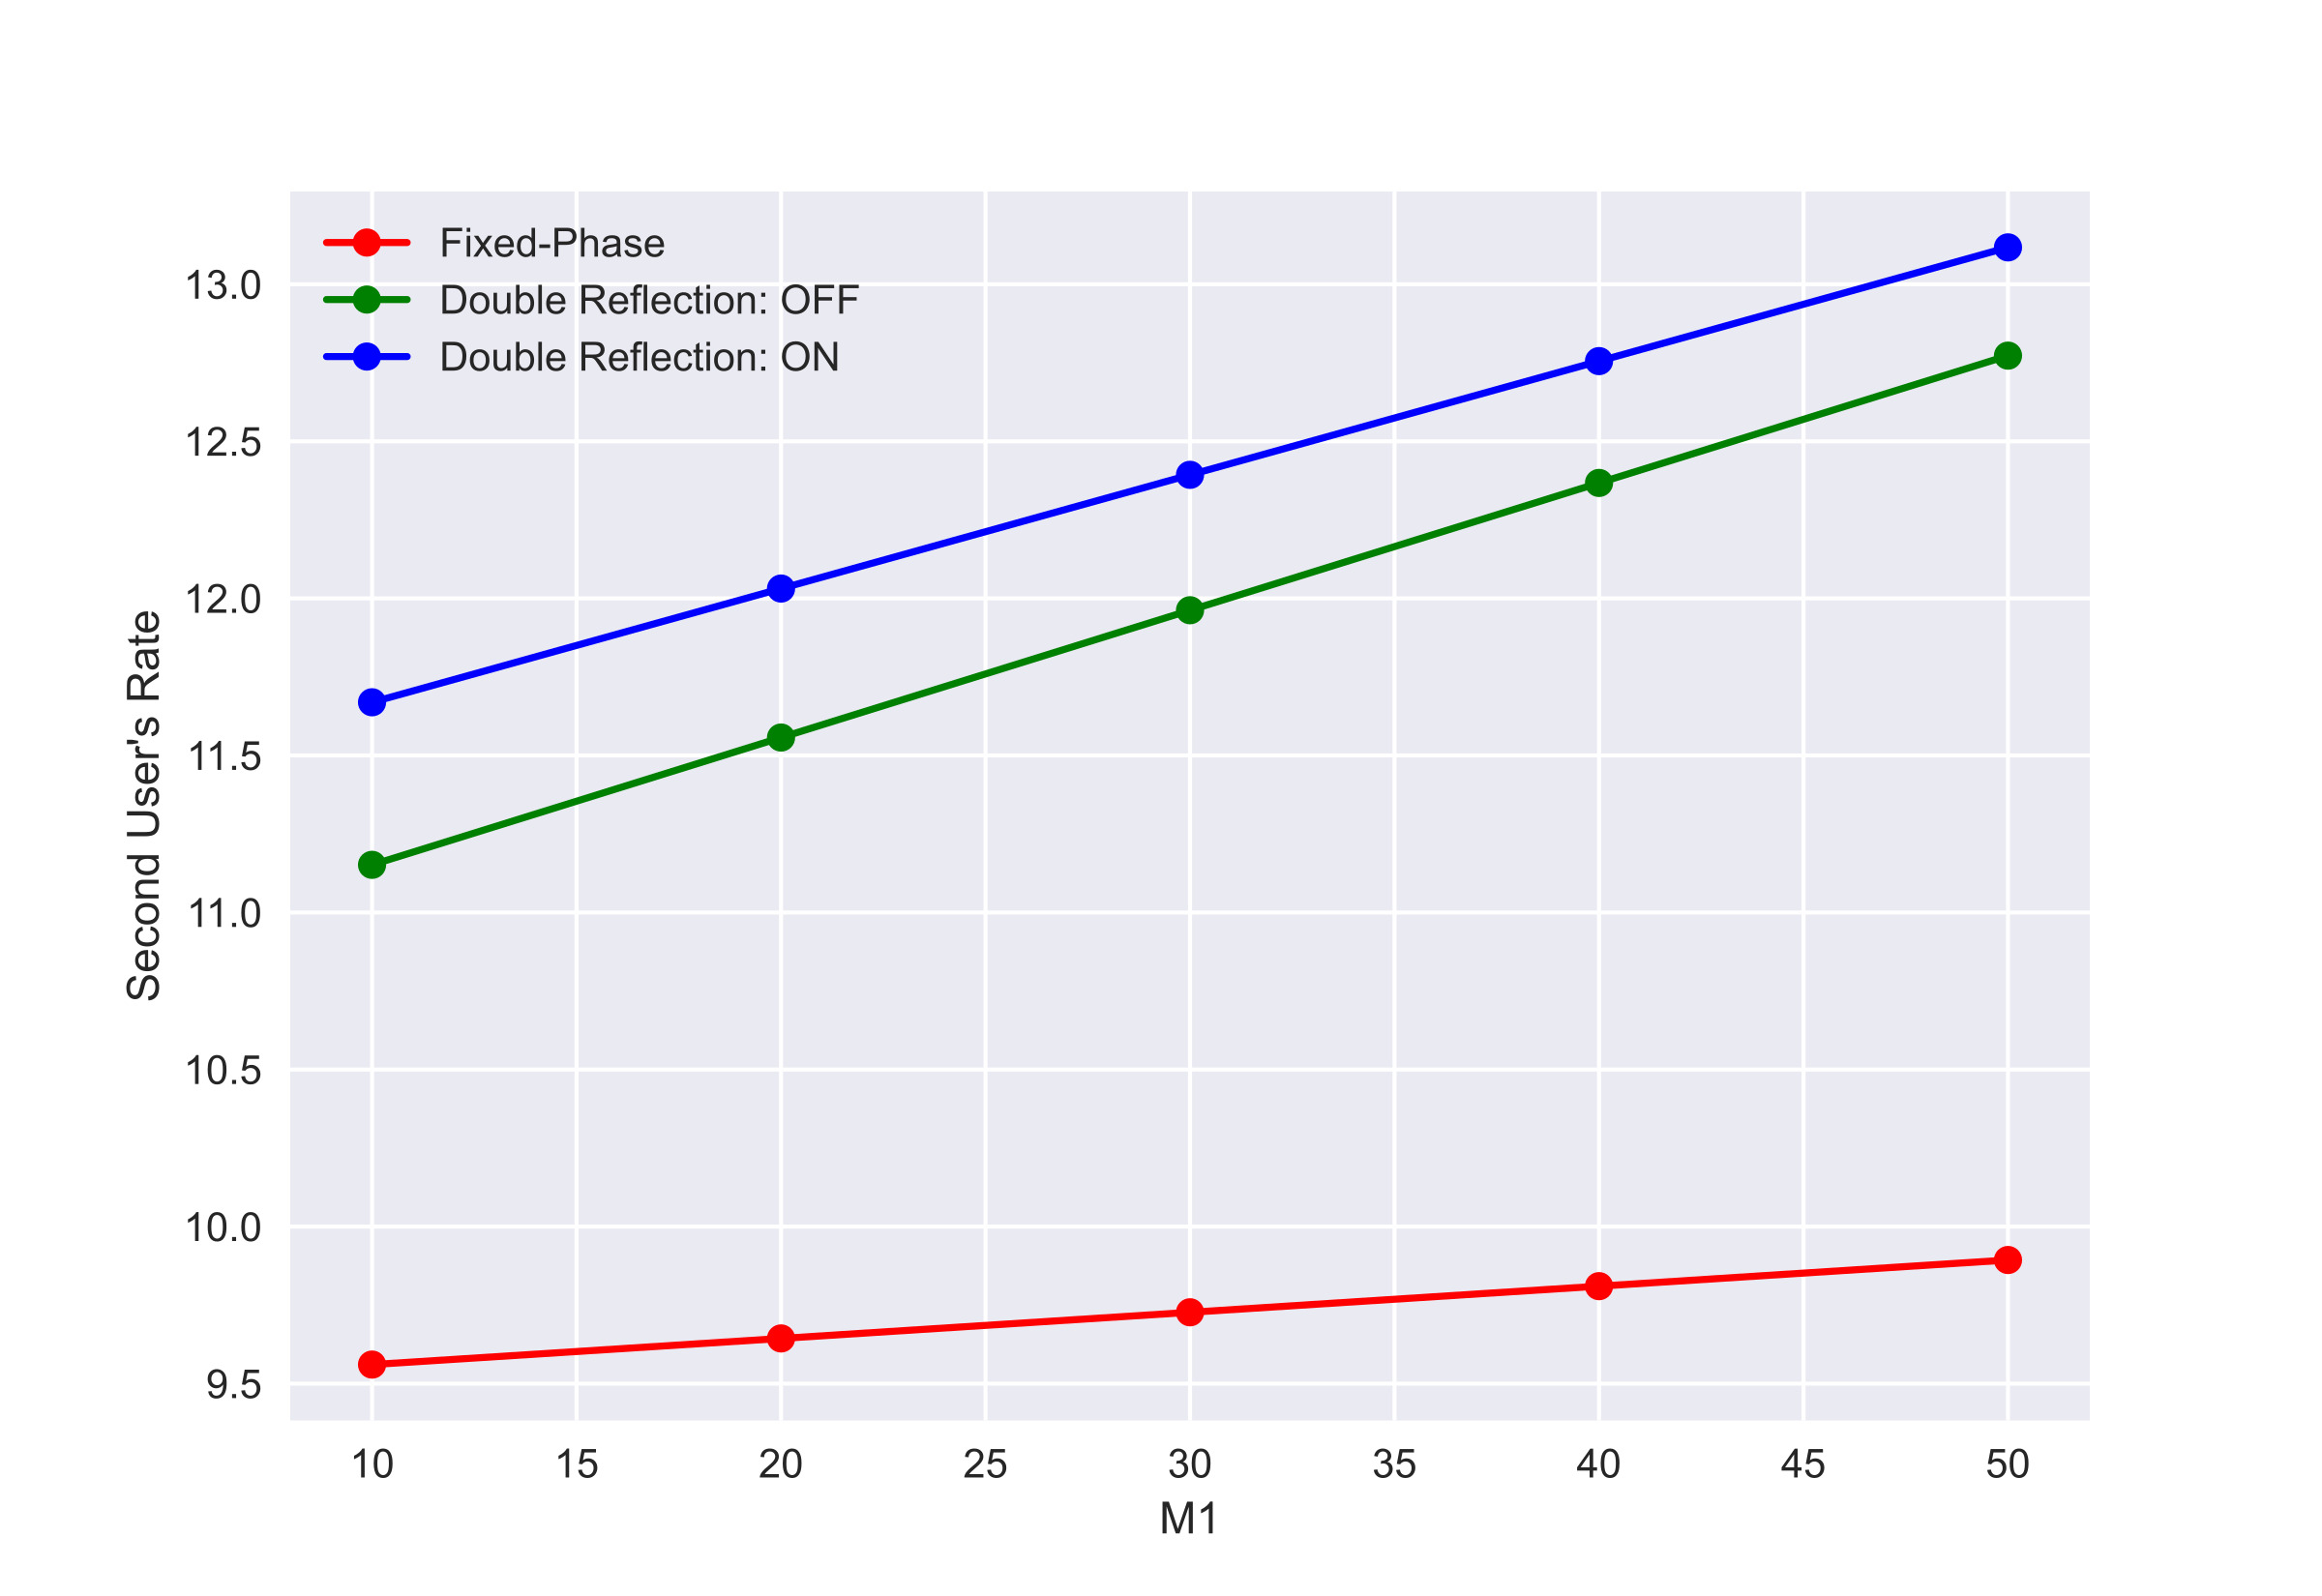 Fixed-Phase
Double Reflection: OFF
Double Reflection: ON
13.0
12.5
12.0
11.5
11.0
10.5
10.0
9.5
Second User's Rate
10 15 20 25 30 35 40 45 50
M1